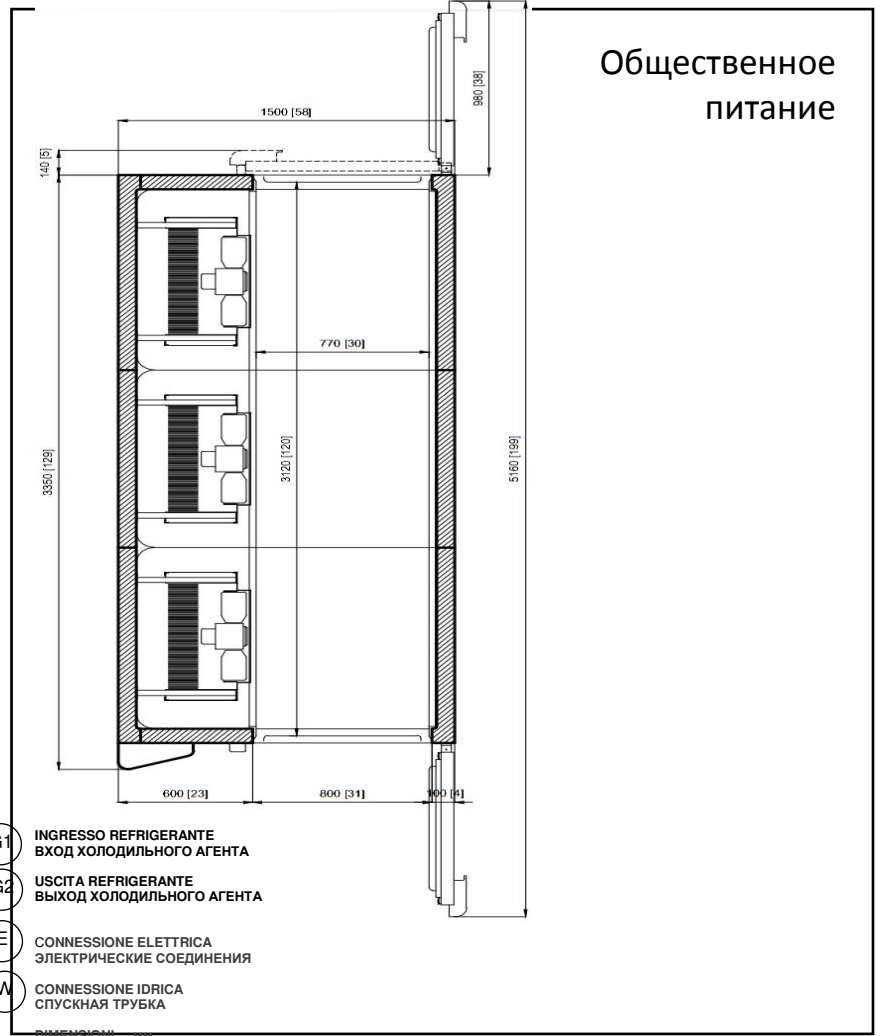 Общественное
питание
980 [38]
1500 [58]
140 [5]
770 [30]
3350 [129]
3120 [120]
5160 [199]
600 [23]
800 [31]
100 [4]
INGRESSO REFRIGERANTE
ВХОД ХОЛОДИЛЬНОГО АГЕНТА
USCITA REFRIGERANTE
ВЫХОД ХОЛОДИЛЬНОГО АГЕНТА
E
CONNESSIONE ELETTRICA
ЭЛЕКТРИЧЕСКИЕ СОЕДИНЕНИЯ
W
CONNESSIONE IDRICA
СПУСКНАЯ ТРУБКА